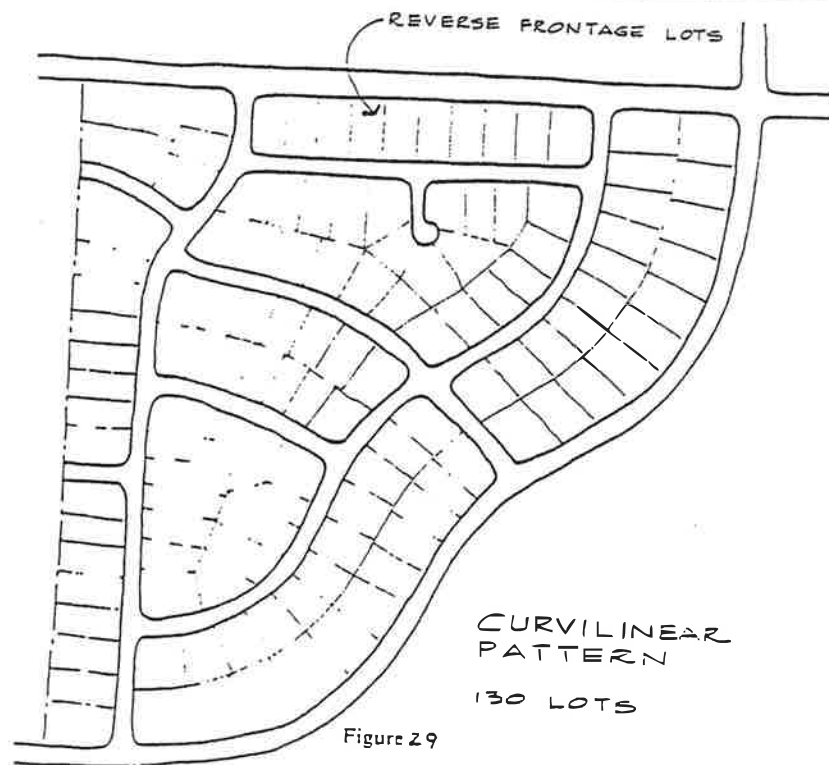 REVERSE FRONTAGE LOTS
CURVILINEAR
PATTERN
130 LOTS
Figure 29